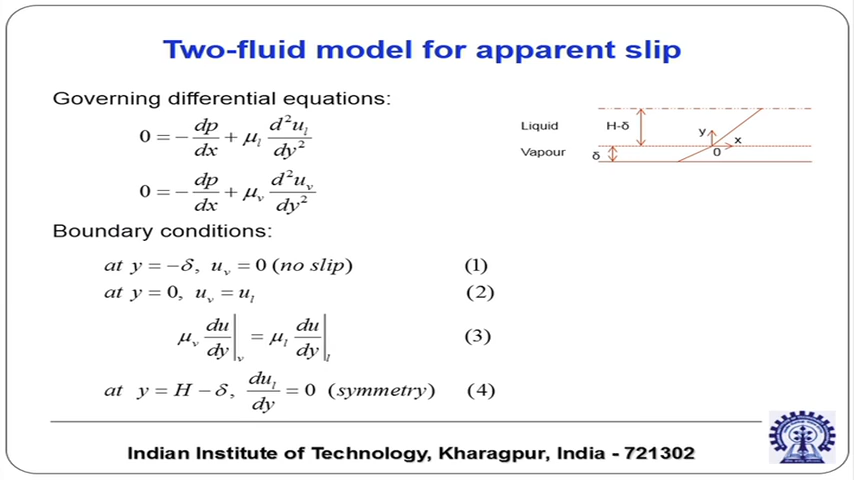 Two-fluid model for apparent slip
Governing differential equations:
0 = − dp/dx + μ_l d²u_l/dy²
0 = − dp/dx + μ_v d²u_v/dy²
Liquid H-δ y x
Vapour δ 0
Boundary conditions:
at y = −δ, u_v = 0 (no slip) (1)
at y = 0, u_v = u_l (2)
μ_v du/dy|_v = μ_l du/dy|_l (3)
at y = H − δ, du_l/dy = 0 (symmetry) (4)
Indian Institute of Technology, Kharagpur, India - 721302